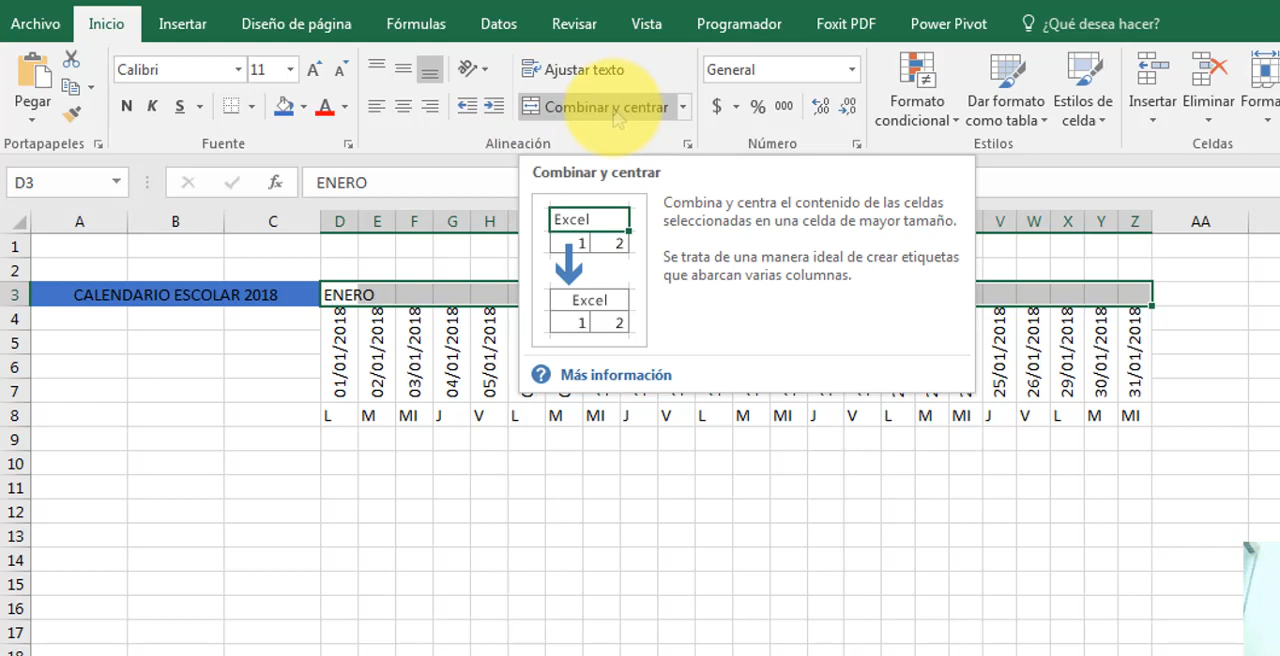 Archivo Inicio Insertar Diseño de página Fórmulas Datos Revisar Vista Programador Foxit PDF Power Pivot ¿Qué desea hacer?
Pegar
Calibri 11
N K S A
Ajustar texto
Combinar y centrar
General
$ % 000
Formato condicional
Dar formato como tabla
Estilos de celda
Insertar Eliminar
Portapapeles Fuente Alineación Número Estilos Celdas
D3 fx ENERO
Combinar y centrar
Excel
1 2
Excel
1 2
Combina y centra el contenido de las celdas
seleccionadas en una celda de mayor tamaño.
Se trata de una manera ideal de crear etiquetas
que abarcan varias columnas.
Más información
A B C D E F G H V W X Y Z AA
1
2
3 CALENDARIO ESCOLAR 2018 ENERO
4
5
6
7
01/01/2018 02/01/2018 03/01/2018 04/01/2018 05/01/2018 25/01/2018 26/01/2018 29/01/2018 30/01/2018 31/01/2018
8 L M MI J V L M MI J V L M MI J V L M MI J V L M MI
9
10
11
12
13
14
15
16
17